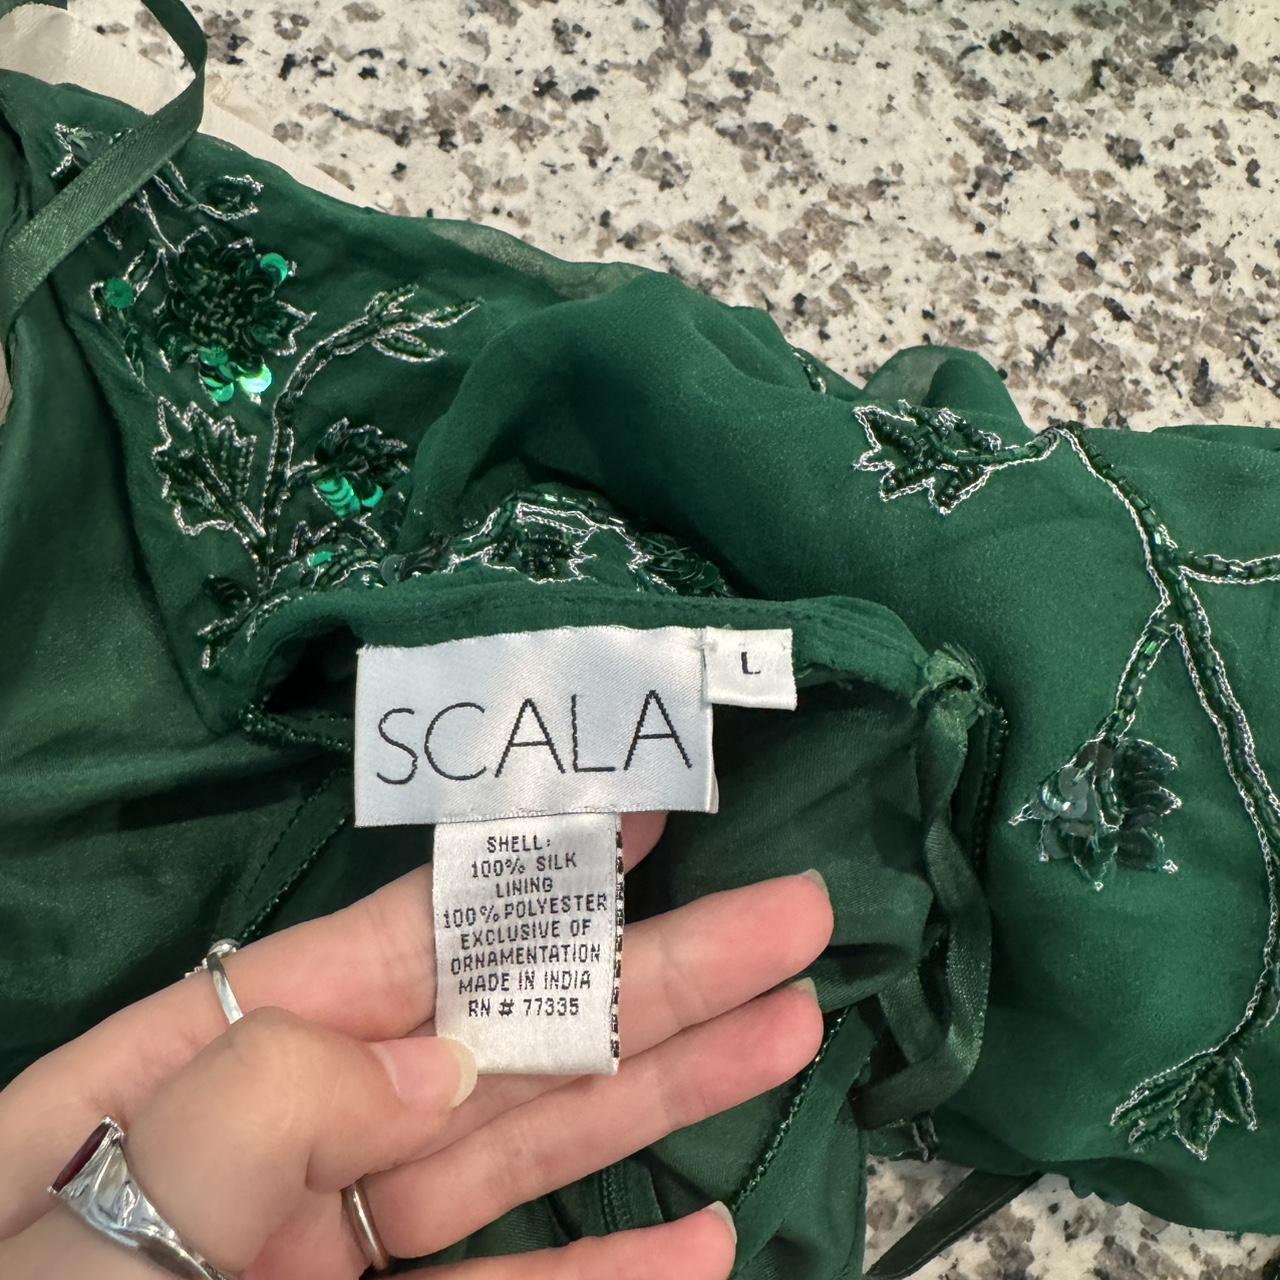 SCALA
L
SHELL:
100% SILK
LINING
100% POLYESTER
EXCLUSIVE OF
ORNAMENTATION
MADE IN INDIA
RN # 77335